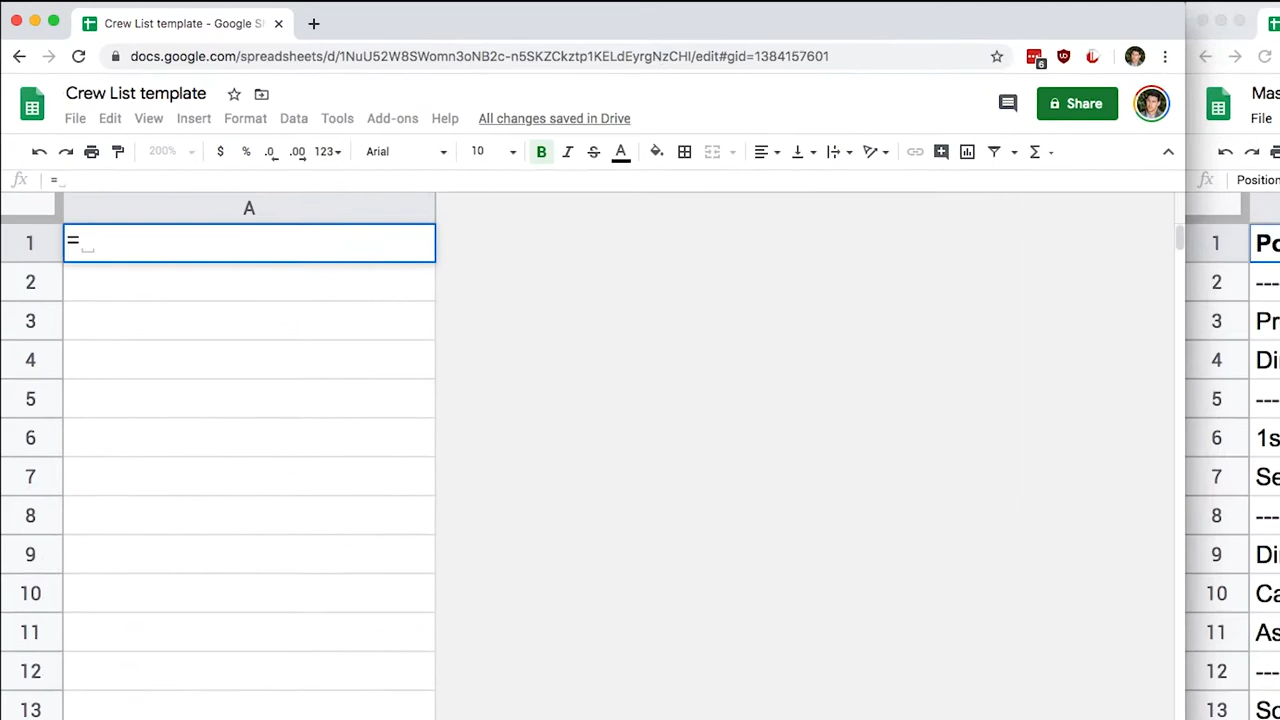 Crew List template - Google S
docs.google.com/spreadsheets/d/1NuU52W8SWomn3oNB2c-n5SKZCkztp1KELdEyrgNzCHI/edit#gid=1384157601
6
Crew List template
File Edit View Insert Format Data Tools Add-ons Help All changes saved in Drive
Share
Mas
File
200% $ % .0 .00 123 Arial 10 B I S A Σ
fx =
fx Position
A
1 =
2
3
4
5
6
7
8
9
10
11
12
13
1 Po
2 ---
3 Pr
4 Di
5 ---
6 1s
7 Se
8 ---
9 Di
10 Ca
11 As
12 ---
13 So